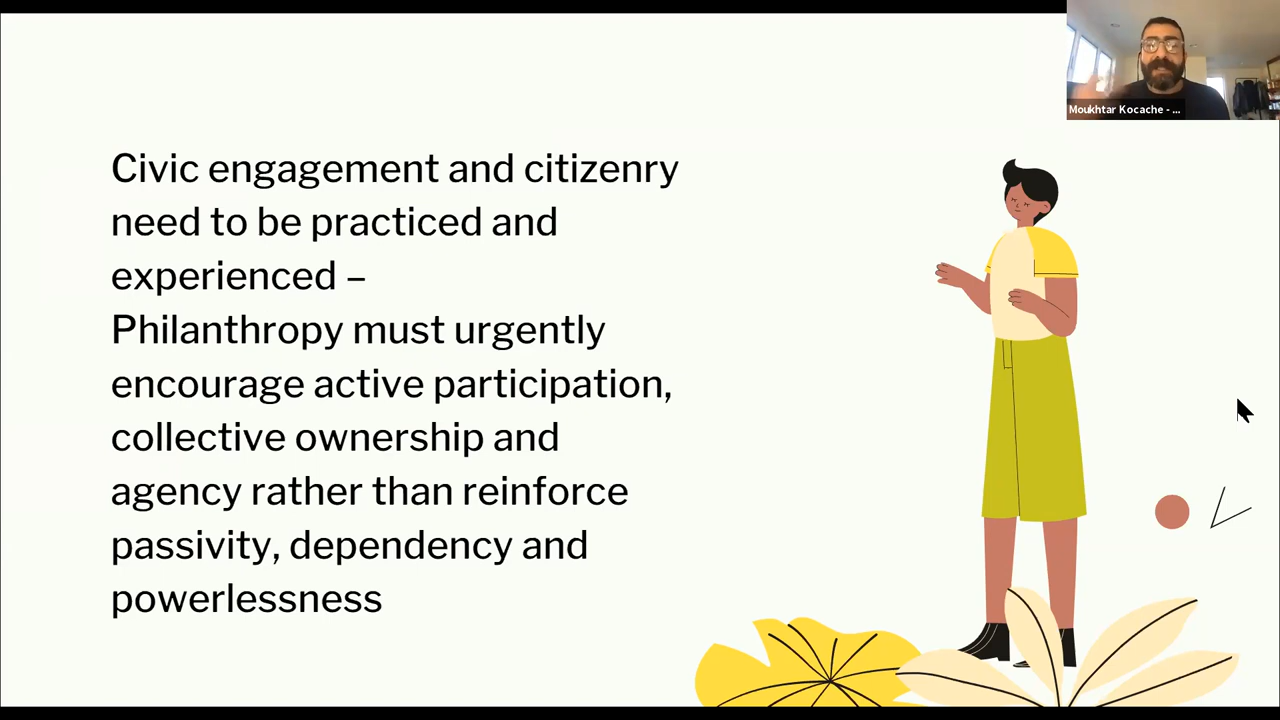 Moukhtar Kocache - ...
Civic engagement and citizenry
need to be practiced and
experienced –
Philanthropy must urgently
encourage active participation,
collective ownership and
agency rather than reinforce
passivity, dependency and
powerlessness